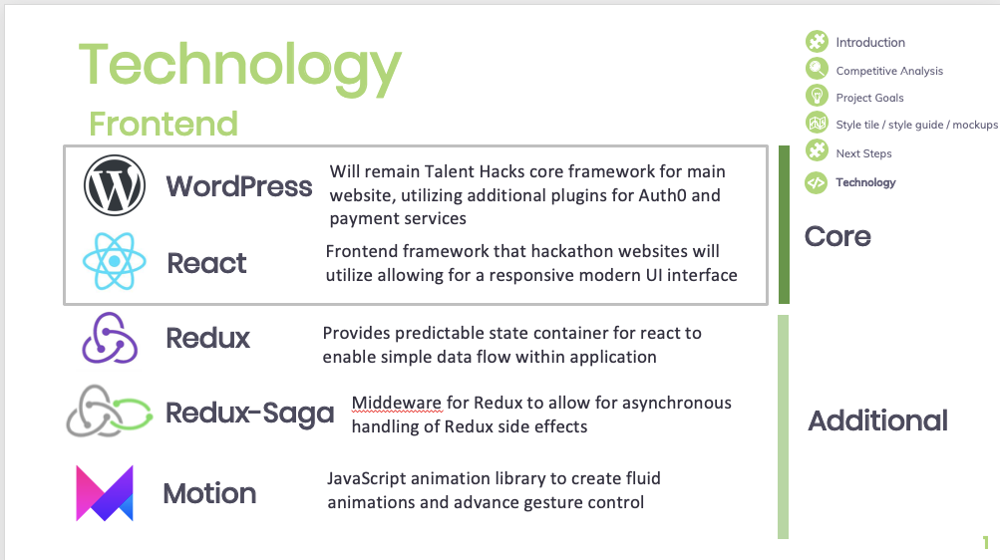 Technology
Frontend
WordPress
Will remain Talent Hacks core framework for main
website, utilizing additional plugins for Auth0 and
payment services
React
Frontend framework that hackathon websites will
utilize allowing for a responsive modern UI interface
Redux
Provides predictable state container for react to
enable simple data flow within application
Redux-Saga
Middeware for Redux to allow for asynchronous
handling of Redux side effects
Motion
JavaScript animation library to create fluid
animations and advance gesture control
Introduction
Competitive Analysis
Project Goals
Style tile / style guide / mockups
Next Steps
Technology
Core
Additional
1